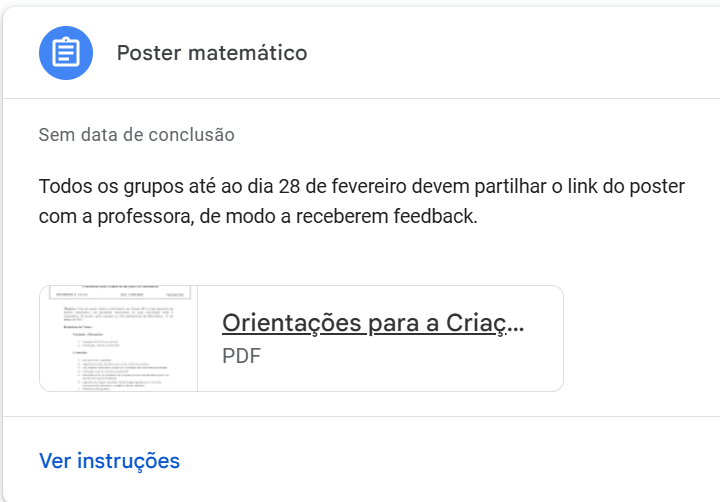 Poster matemático
Sem data de conclusão
Todos os grupos até ao dia 28 de fevereiro devem partilhar o link do poster
com a professora, de modo a receberem feedback.
Orientações para a Criaç...
PDF
Ver instruções